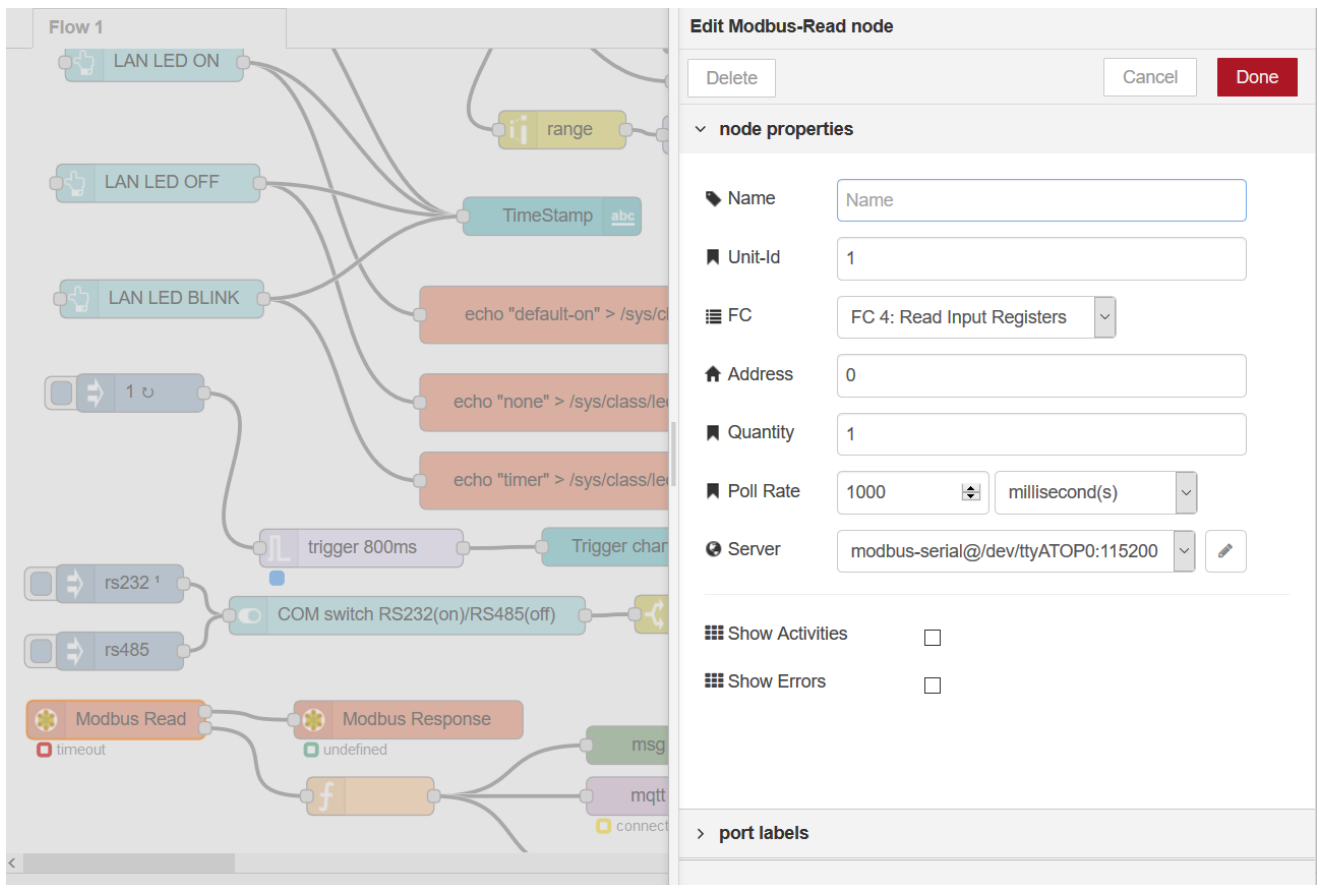 Flow 1
LAN LED ON
range
LAN LED OFF
TimeStamp abc
LAN LED BLINK
echo "default-on" > /sys/cl
1 ↻
echo "none" > /sys/class/le
echo "timer" > /sys/class/le
trigger 800ms
Trigger char
rs232 ¹
COM switch RS232(on)/RS485(off)
rs485
Modbus Read
Modbus Response
timeout
undefined
msg
f
mqtt
connect
Edit Modbus-Read node
Delete
Cancel
Done
node properties
Name
Name
Unit-Id
1
FC
FC 4: Read Input Registers
Address
0
Quantity
1
Poll Rate
1000
millisecond(s)
Server
modbus-serial@/dev/ttyATOP0:115200
Show Activities
Show Errors
port labels